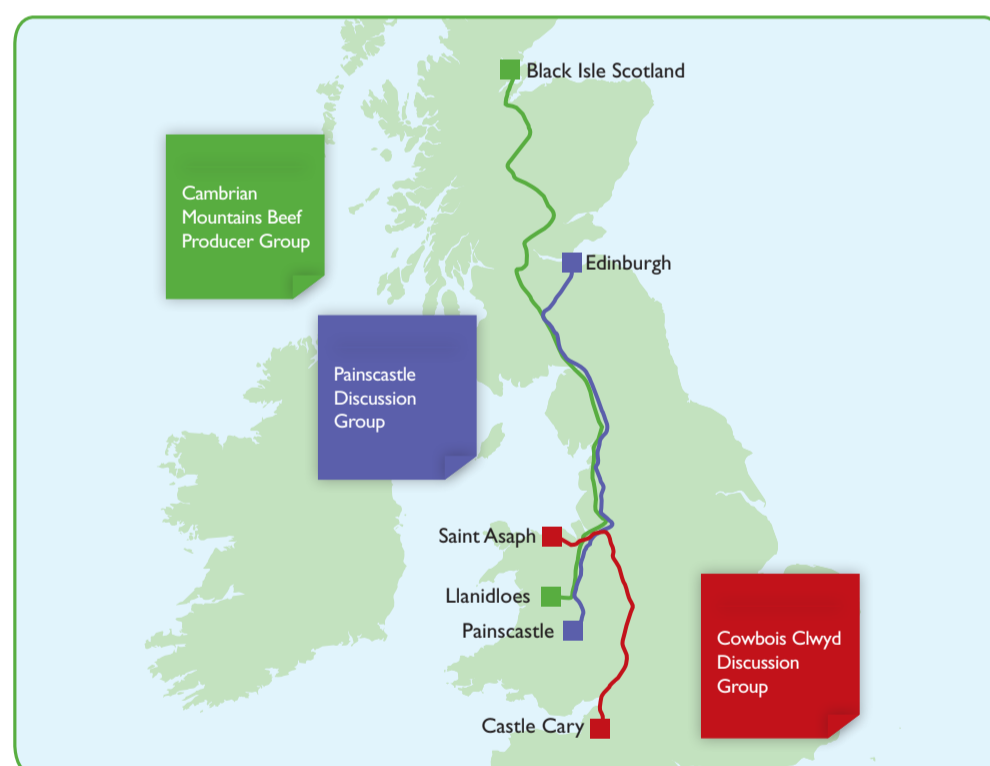 Black Isle Scotland
Cambrian
Mountains Beef
Producer Group
Edinburgh
Painscastle
Discussion
Group
Saint Asaph
Llanidloes
Painscastle
Cowbois Clwyd
Discussion
Group
Castle Cary